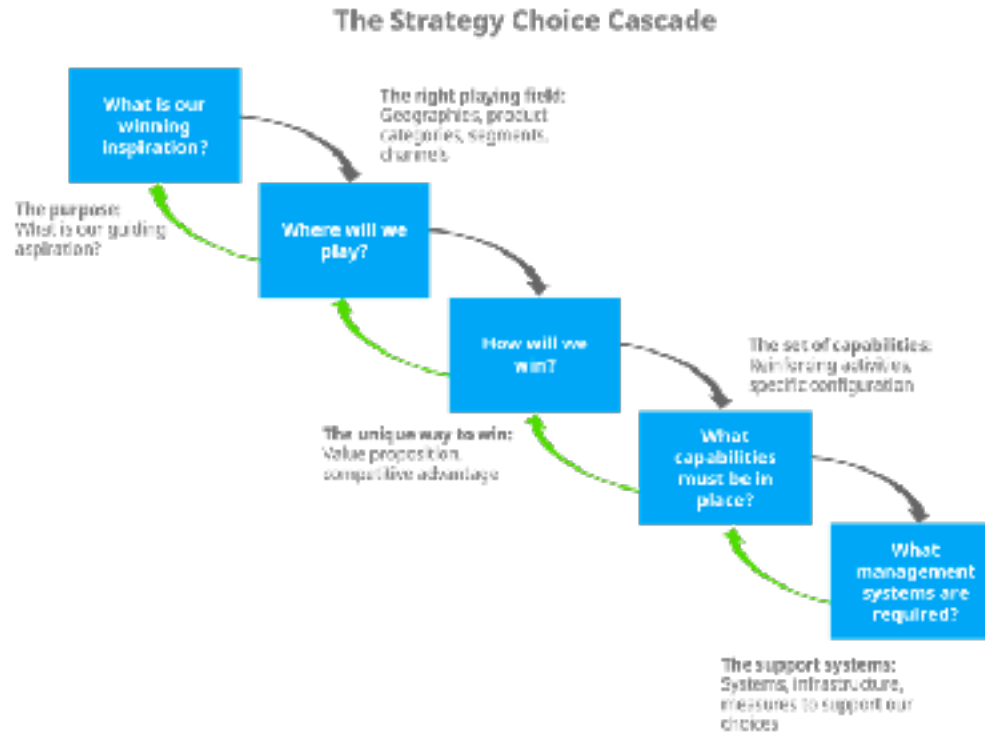 The Strategy Choice Cascade
What is our
winning
inspiration?
The right playing field:
Geographies, product
categories, segments,
channels
The purpose:
What is our guiding
aspiration?
Where will we
play?
How will we
win?
The set of capabilities:
Reinforcing activities,
specific configuration
The unique way to win:
Value proposition,
competitive advantage
What
capabilities
must be in
place?
What
management
systems are
required?
The support systems:
Systems, infrastructure,
measures to support our
choices